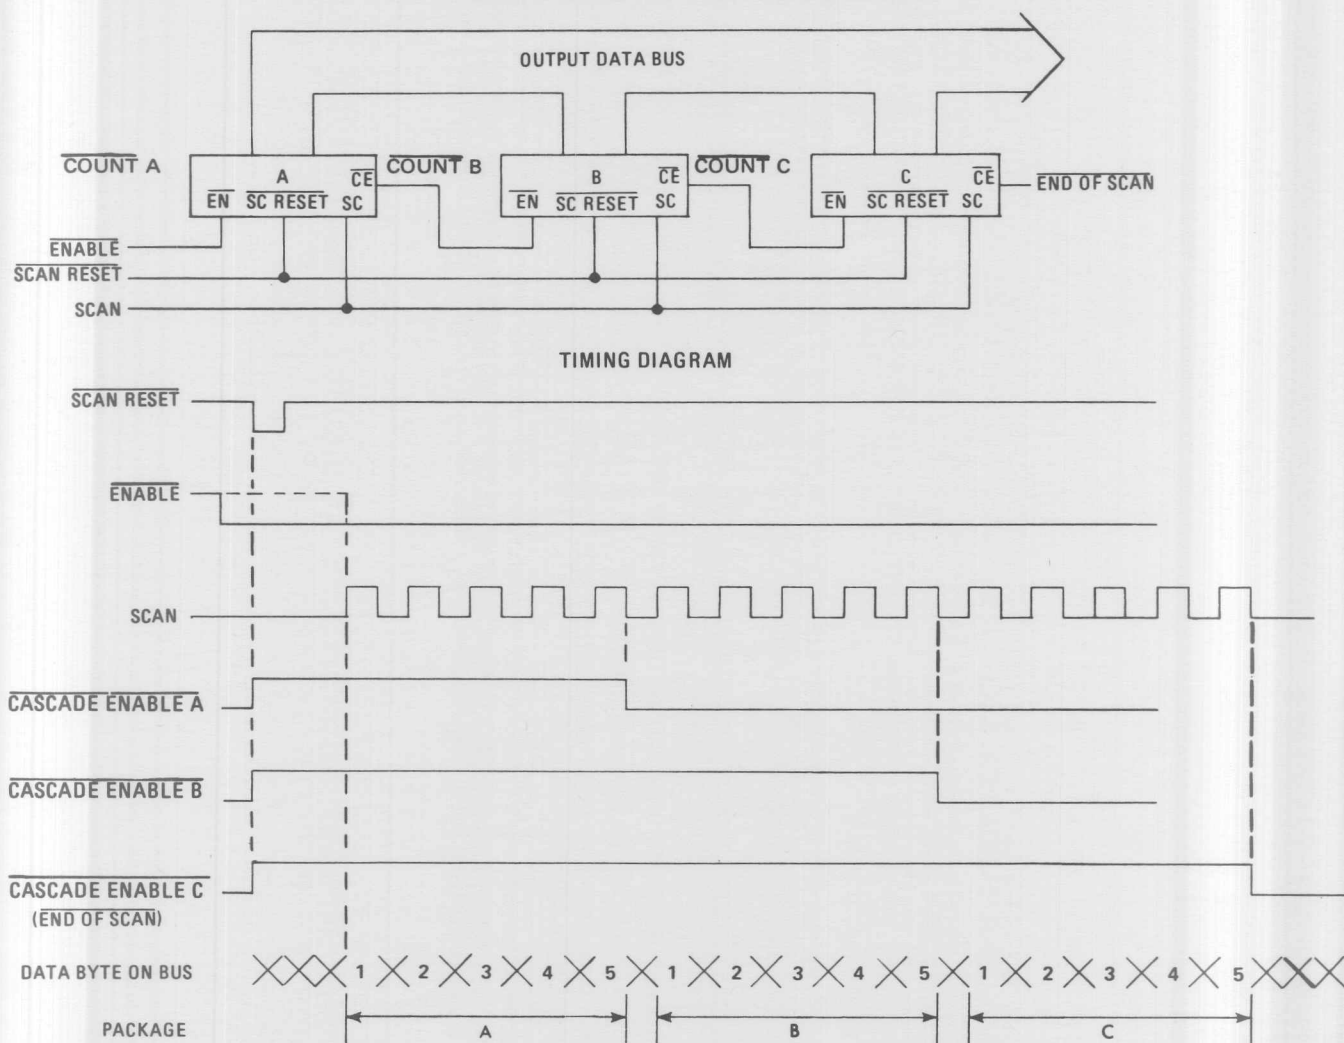 OUTPUT DATA BUS
COUNT A
A
CE
EN SC RESET SC
COUNT B
B
CE
EN SC RESET SC
COUNT C
C
CE
EN SC RESET SC
END OF SCAN
ENABLE
SCAN RESET
SCAN
TIMING DIAGRAM
SCAN RESET
ENABLE
SCAN
CASCADE ENABLE A
CASCADE ENABLE B
CASCADE ENABLE C
(END OF SCAN)
DATA BYTE ON BUS 1 2 3 4 5 1 2 3 4 5 1 2 3 4 5
PACKAGE A B C